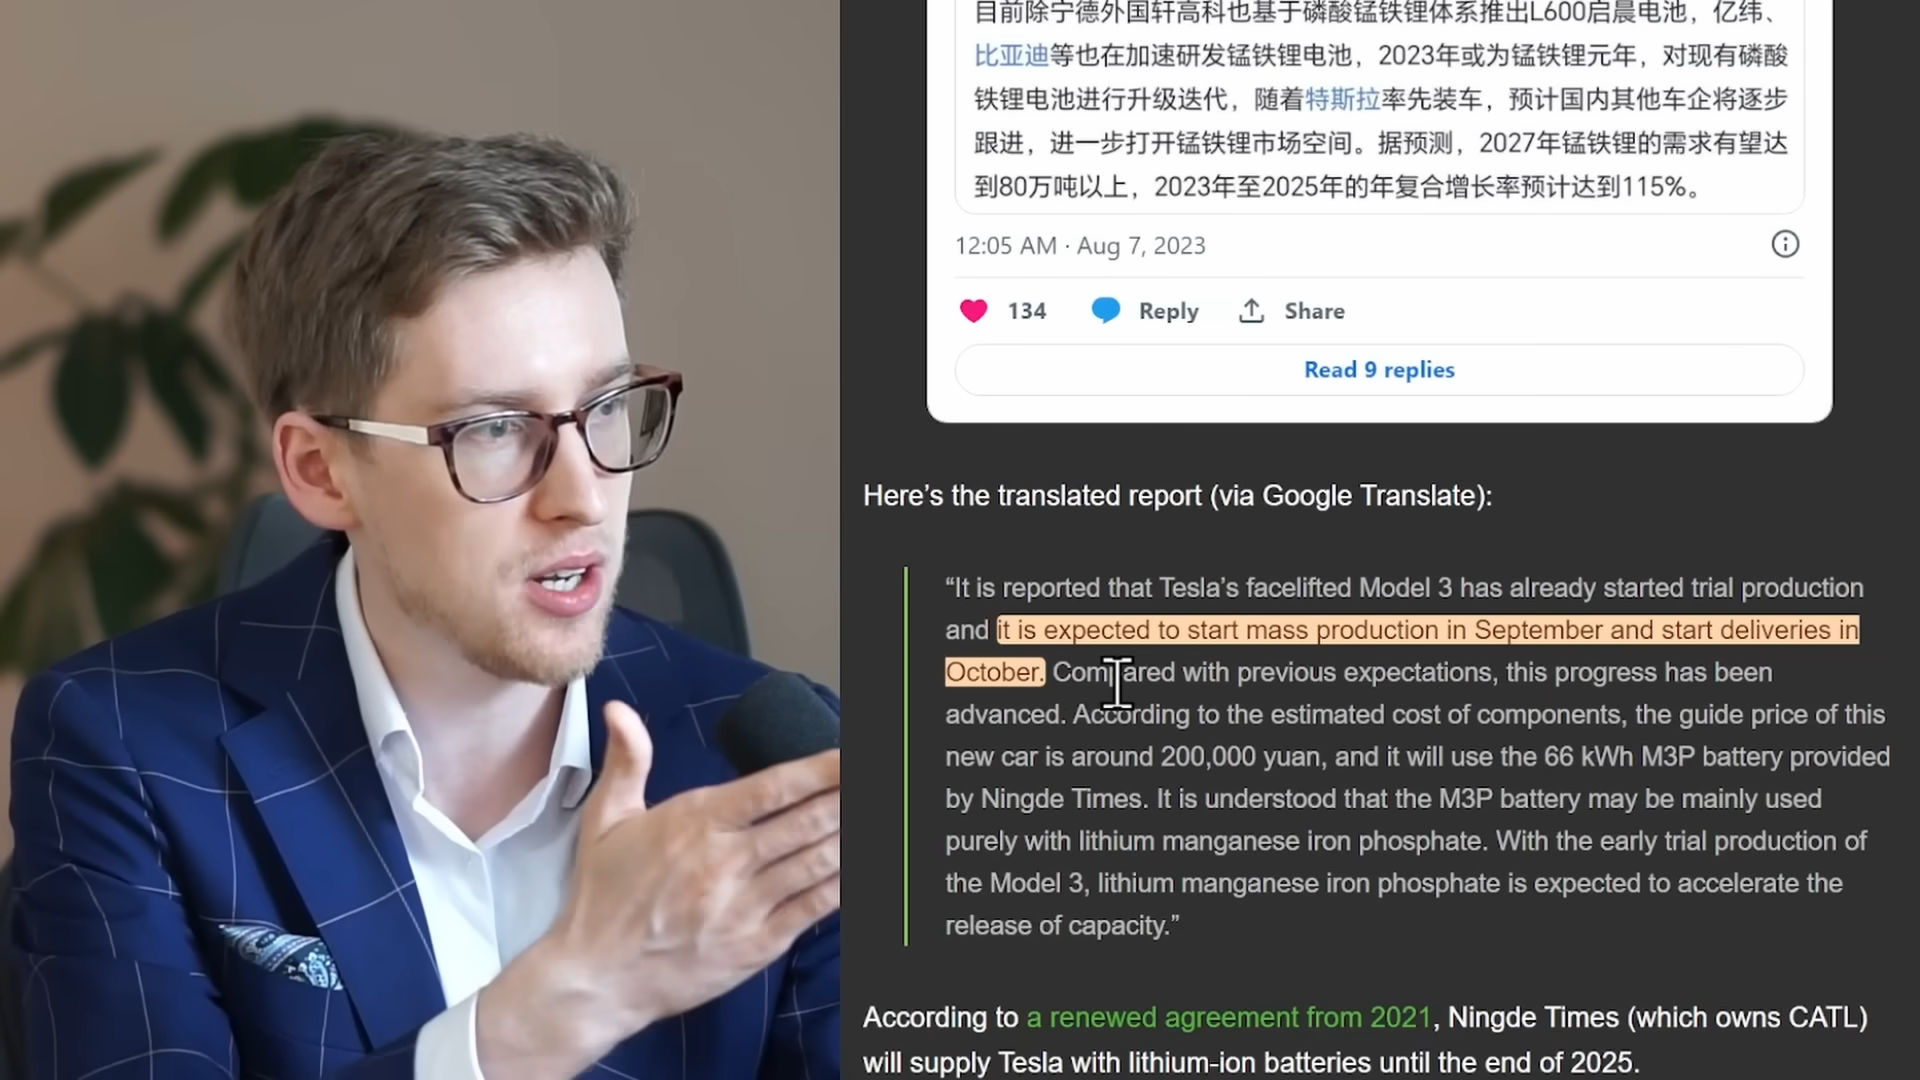 目前除宁德外国轩高科也基于磷酸锰铁锂体系推出L600启晨电池，亿纬、
比亚迪等也在加速研发锰铁锂电池，2023年或为锰铁锂元年，对现有磷酸
铁锂电池进行升级迭代，随着特斯拉率先装车，预计国内其他车企将逐步
跟进，进一步打开锰铁锂市场空间。据预测，2027年锰铁锂的需求有望达
到80万吨以上，2023年至2025年的年复合增长率预计达到115%。
12:05 AM · Aug 7, 2023
134 Reply Share
Read 9 replies
Here’s the translated report (via Google Translate):
“It is reported that Tesla’s facelifted Model 3 has already started trial production
and it is expected to start mass production in September and start deliveries in
October. Compared with previous expectations, this progress has been
advanced. According to the estimated cost of components, the guide price of this
new car is around 200,000 yuan, and it will use the 66 kWh M3P battery provided
by Ningde Times. It is understood that the M3P battery may be mainly used
purely with lithium manganese iron phosphate. With the early trial production of
the Model 3, lithium manganese iron phosphate is expected to accelerate the
release of capacity.”
According to a renewed agreement from 2021, Ningde Times (which owns CATL)
will supply Tesla with lithium-ion batteries until the end of 2025.